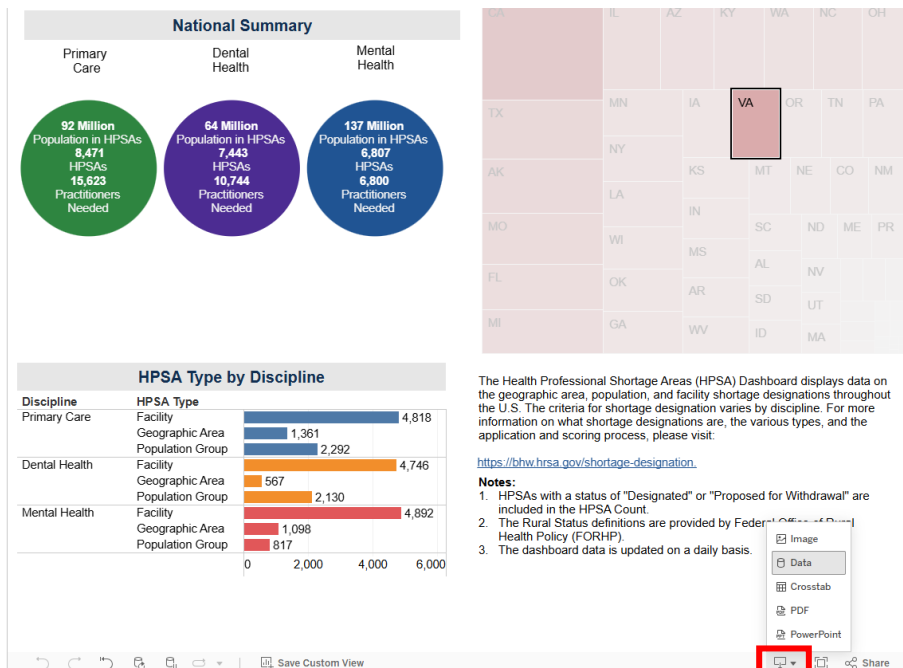 National Summary
Primary
Care
Dental
Health
Mental
Health
92 Million
Population in HPSAs
8,471
HPSAs
15,623
Practitioners
Needed
64 Million
Population in HPSAs
7,443
HPSAs
10,744
Practitioners
Needed
137 Million
Population in HPSAs
6,807
HPSAs
6,800
Practitioners
Needed
CA IL AZ KY WA NC OH
TX MN IA VA OR TN PA
NY
AK KS MT NE CO NM
LA
IN
MO SC ND ME PR
WI
MS
AL
NV
FL OK
AR SD
UT
MI GA WV ID MA
HPSA Type by Discipline
Discipline HPSA Type
Primary Care Facility 4,818
Geographic Area 1,361
Population Group 2,292
Dental Health Facility 4,746
Geographic Area 567
Population Group 2,130
Mental Health Facility 4,892
Geographic Area 1,098
Population Group 817
0 2,000 4,000 6,000
The Health Professional Shortage Areas (HPSA) Dashboard displays data on
the geographic area, population, and facility shortage designations throughout
the U.S. The criteria for shortage designation varies by discipline. For more
information on what shortage designations are, the various types, and the
application and scoring process, please visit:
https://bhw.hrsa.gov/shortage-designation.
Notes:
1. HPSAs with a status of "Designated" or "Proposed for Withdrawal" are
included in the HPSA Count.
2. The Rural Status definitions are provided by Federal Office of Rural
Health Policy (FORHP).
3. The dashboard data is updated on a daily basis.
Image
Data
Crosstab
PDF
PowerPoint
Save Custom View
Share